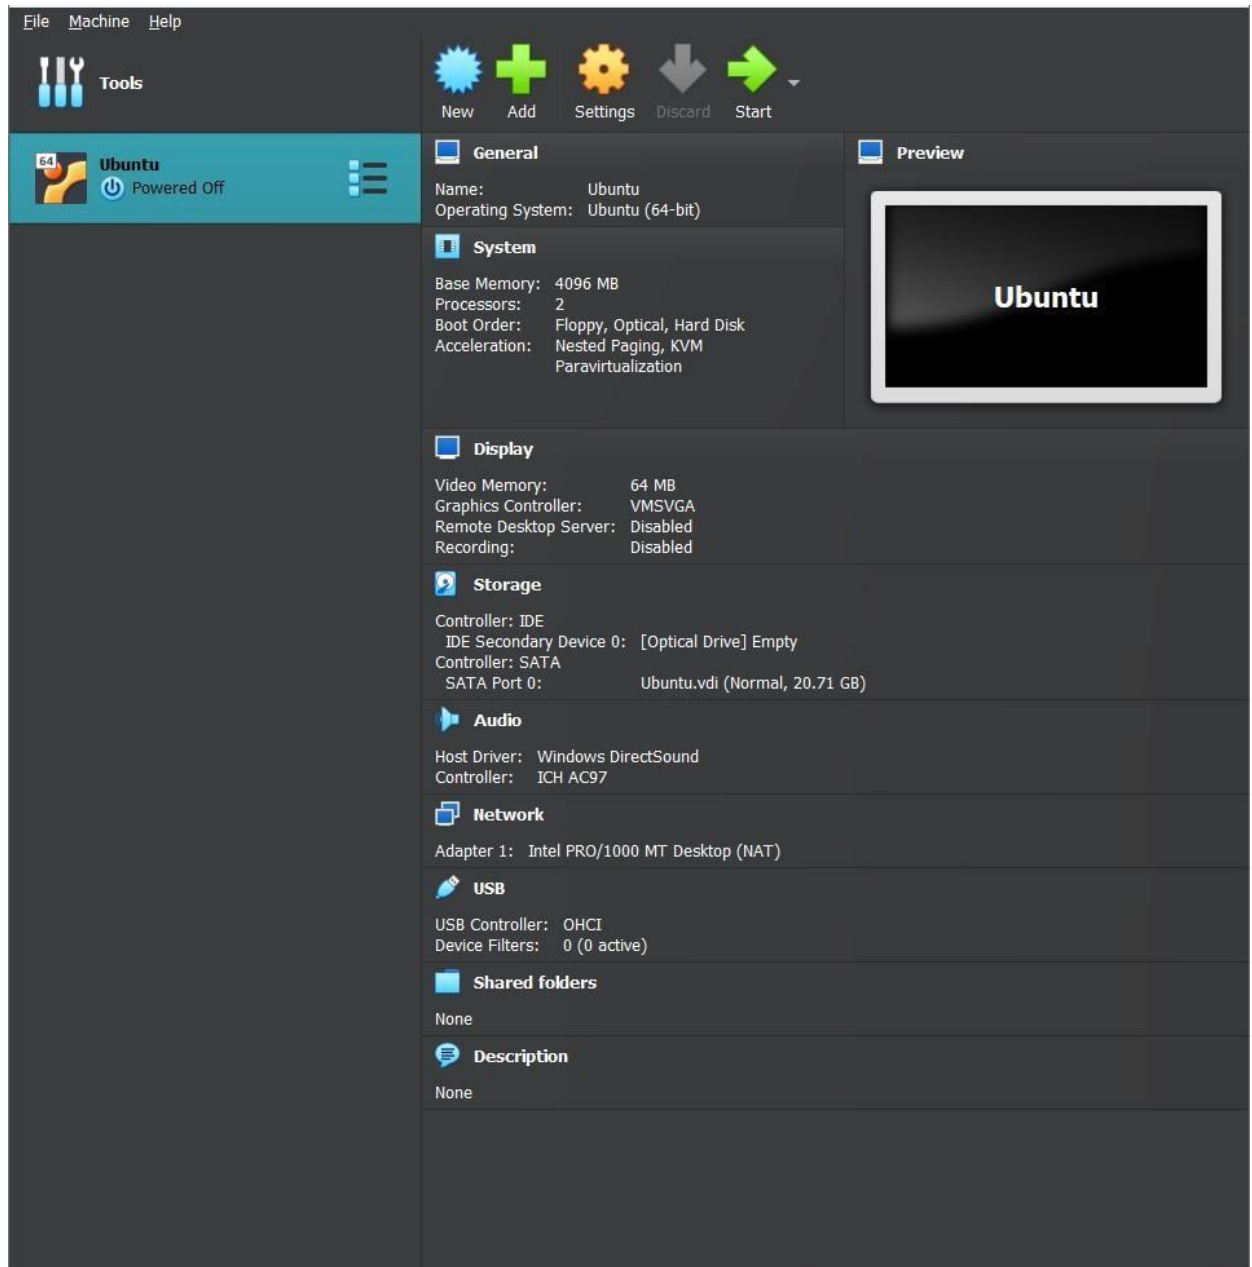 File Machine Help
Tools
New Add Settings Discard Start
64
Ubuntu
Powered Off
General
Name: Ubuntu
Operating System: Ubuntu (64-bit)
Preview
Ubuntu
System
Base Memory: 4096 MB
Processors: 2
Boot Order: Floppy, Optical, Hard Disk
Acceleration: Nested Paging, KVM
Paravirtualization
Display
Video Memory: 64 MB
Graphics Controller: VMSVGA
Remote Desktop Server: Disabled
Recording: Disabled
Storage
Controller: IDE
IDE Secondary Device 0: [Optical Drive] Empty
Controller: SATA
SATA Port 0: Ubuntu.vdi (Normal, 20.71 GB)
Audio
Host Driver: Windows DirectSound
Controller: ICH AC97
Network
Adapter 1: Intel PRO/1000 MT Desktop (NAT)
USB
USB Controller: OHCI
Device Filters: 0 (0 active)
Shared folders
None
Description
None